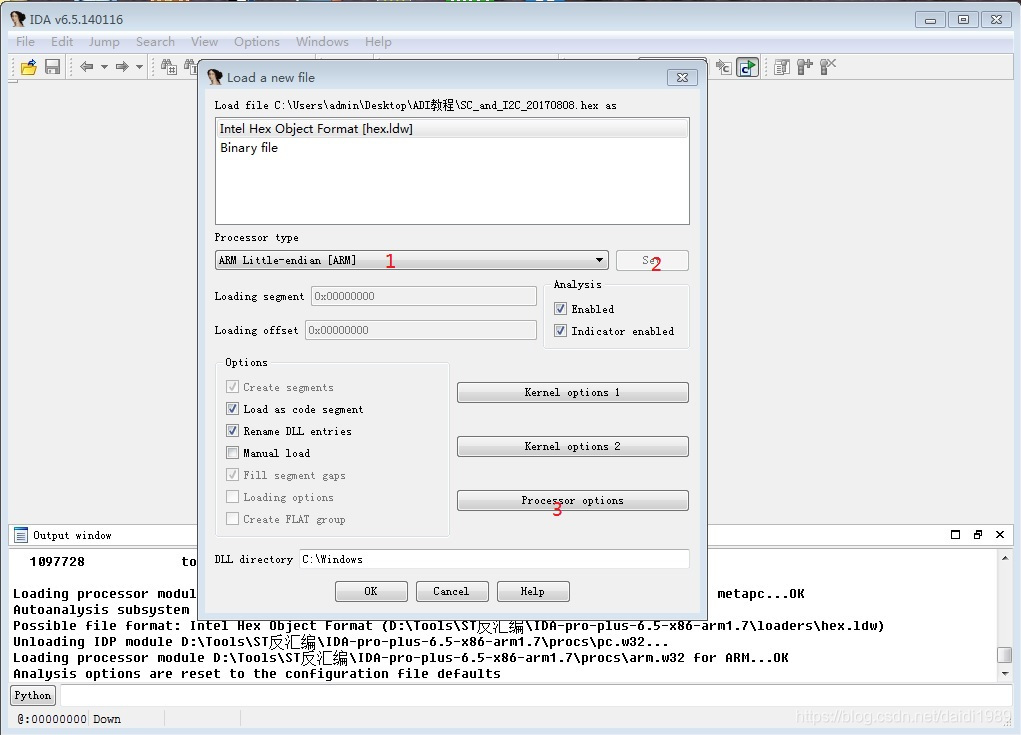 IDA v6.5.140116
File Edit Jump Search View Options Windows Help
Load a new file
Load file C:\Users\admin\Desktop\ADI教程\SC_and_I2C_20170808.hex as
Intel Hex Object Format [hex.ldw]
Binary file
Processor type
ARM Little-endian [ARM] 1
2
Analysis
Loading segment 0x00000000
Enabled
Loading offset 0x00000000
Indicator enabled
Options
Create segments
Kernel options 1
Load as code segment
Rename DLL entries
Kernel options 2
Manual load
Fill segment gaps
Loading options
Processor options
3
Create FLAT group
DLL directory C:\Windows
OK Cancel Help
Output window
1097728 to
Loading processor modul metapc...OK
Autoanalysis subsystem
Possible file format: Intel Hex Object Format (D:\Tools\ST反汇编\IDA-pro-plus-6.5-x86-arm1.7\loaders\hex.ldw)
Unloading IDP module D:\Tools\ST反汇编\IDA-pro-plus-6.5-x86-arm1.7\procs\pc.w32...
Loading processor module D:\Tools\ST反汇编\IDA-pro-plus-6.5-x86-arm1.7\procs\arm.w32 for ARM...OK
Analysis options are reset to the configuration file defaults
Python
@:00000000 Down
https://blog.csdn.net/daidi1989